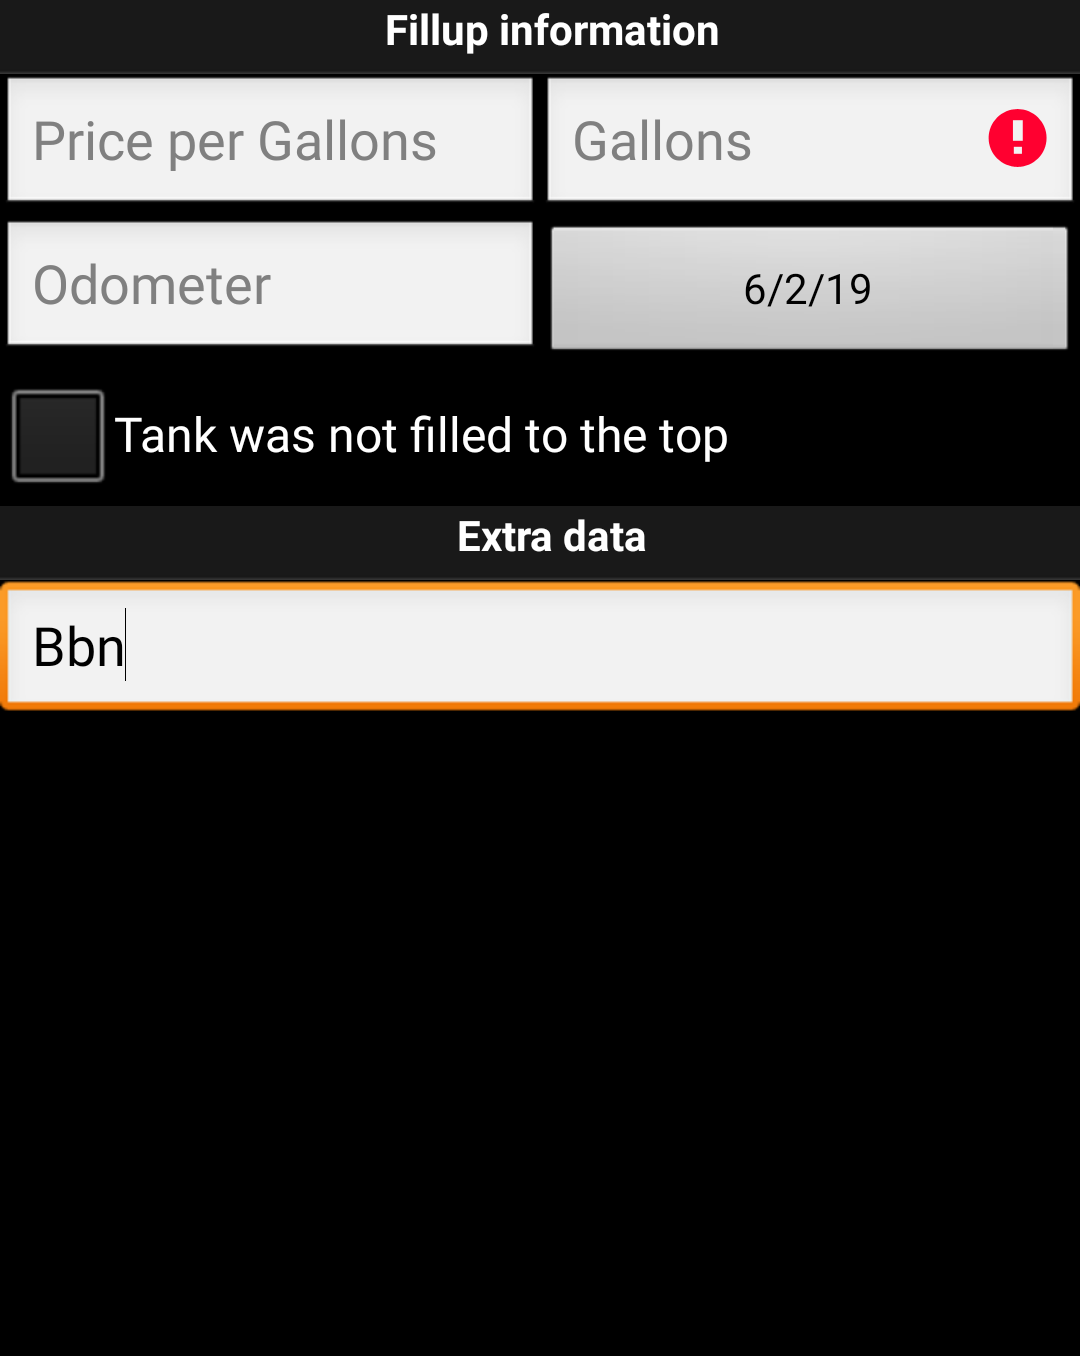 Fillup information
Price per Gallons
Gallons
Odometer
6/2/19
Tank was not filled to the top
Extra data
Bbn